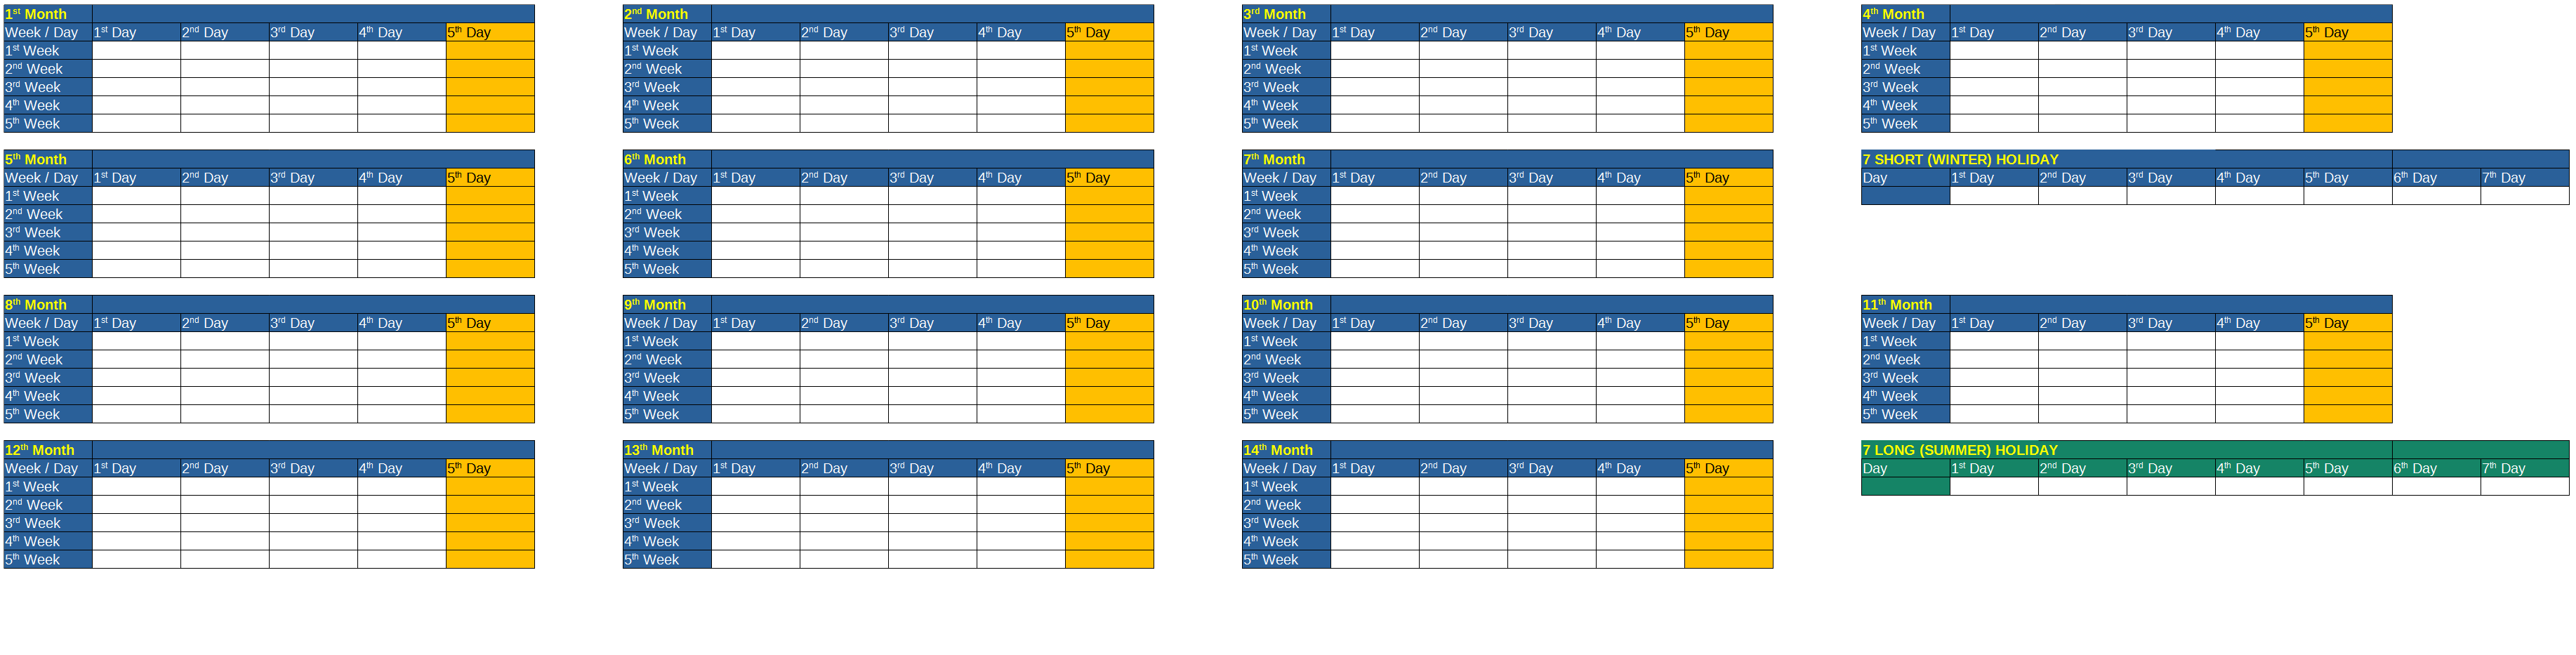 1st Month
Week / Day 1st Day 2nd Day 3rd Day 4th Day 5th Day
1st Week
2nd Week
3rd Week
4th Week
5th Week
2nd Month
Week / Day 1st Day 2nd Day 3rd Day 4th Day 5th Day
1st Week
2nd Week
3rd Week
4th Week
5th Week
3rd Month
Week / Day 1st Day 2nd Day 3rd Day 4th Day 5th Day
1st Week
2nd Week
3rd Week
4th Week
5th Week
4th Month
Week / Day 1st Day 2nd Day 3rd Day 4th Day 5th Day
1st Week
2nd Week
3rd Week
4th Week
5th Week
5th Month
Week / Day 1st Day 2nd Day 3rd Day 4th Day 5th Day
1st Week
2nd Week
3rd Week
4th Week
5th Week
6th Month
Week / Day 1st Day 2nd Day 3rd Day 4th Day 5th Day
1st Week
2nd Week
3rd Week
4th Week
5th Week
7th Month
Week / Day 1st Day 2nd Day 3rd Day 4th Day 5th Day
1st Week
2nd Week
3rd Week
4th Week
5th Week
7 SHORT (WINTER) HOLIDAY
Day 1st Day 2nd Day 3rd Day 4th Day 5th Day 6th Day 7th Day
8th Month
Week / Day 1st Day 2nd Day 3rd Day 4th Day 5th Day
1st Week
2nd Week
3rd Week
4th Week
5th Week
9th Month
Week / Day 1st Day 2nd Day 3rd Day 4th Day 5th Day
1st Week
2nd Week
3rd Week
4th Week
5th Week
10th Month
Week / Day 1st Day 2nd Day 3rd Day 4th Day 5th Day
1st Week
2nd Week
3rd Week
4th Week
5th Week
11th Month
Week / Day 1st Day 2nd Day 3rd Day 4th Day 5th Day
1st Week
2nd Week
3rd Week
4th Week
5th Week
12th Month
Week / Day 1st Day 2nd Day 3rd Day 4th Day 5th Day
1st Week
2nd Week
3rd Week
4th Week
5th Week
13th Month
Week / Day 1st Day 2nd Day 3rd Day 4th Day 5th Day
1st Week
2nd Week
3rd Week
4th Week
5th Week
14th Month
Week / Day 1st Day 2nd Day 3rd Day 4th Day 5th Day
1st Week
2nd Week
3rd Week
4th Week
5th Week
7 LONG (SUMMER) HOLIDAY
Day 1st Day 2nd Day 3rd Day 4th Day 5th Day 6th Day 7th Day